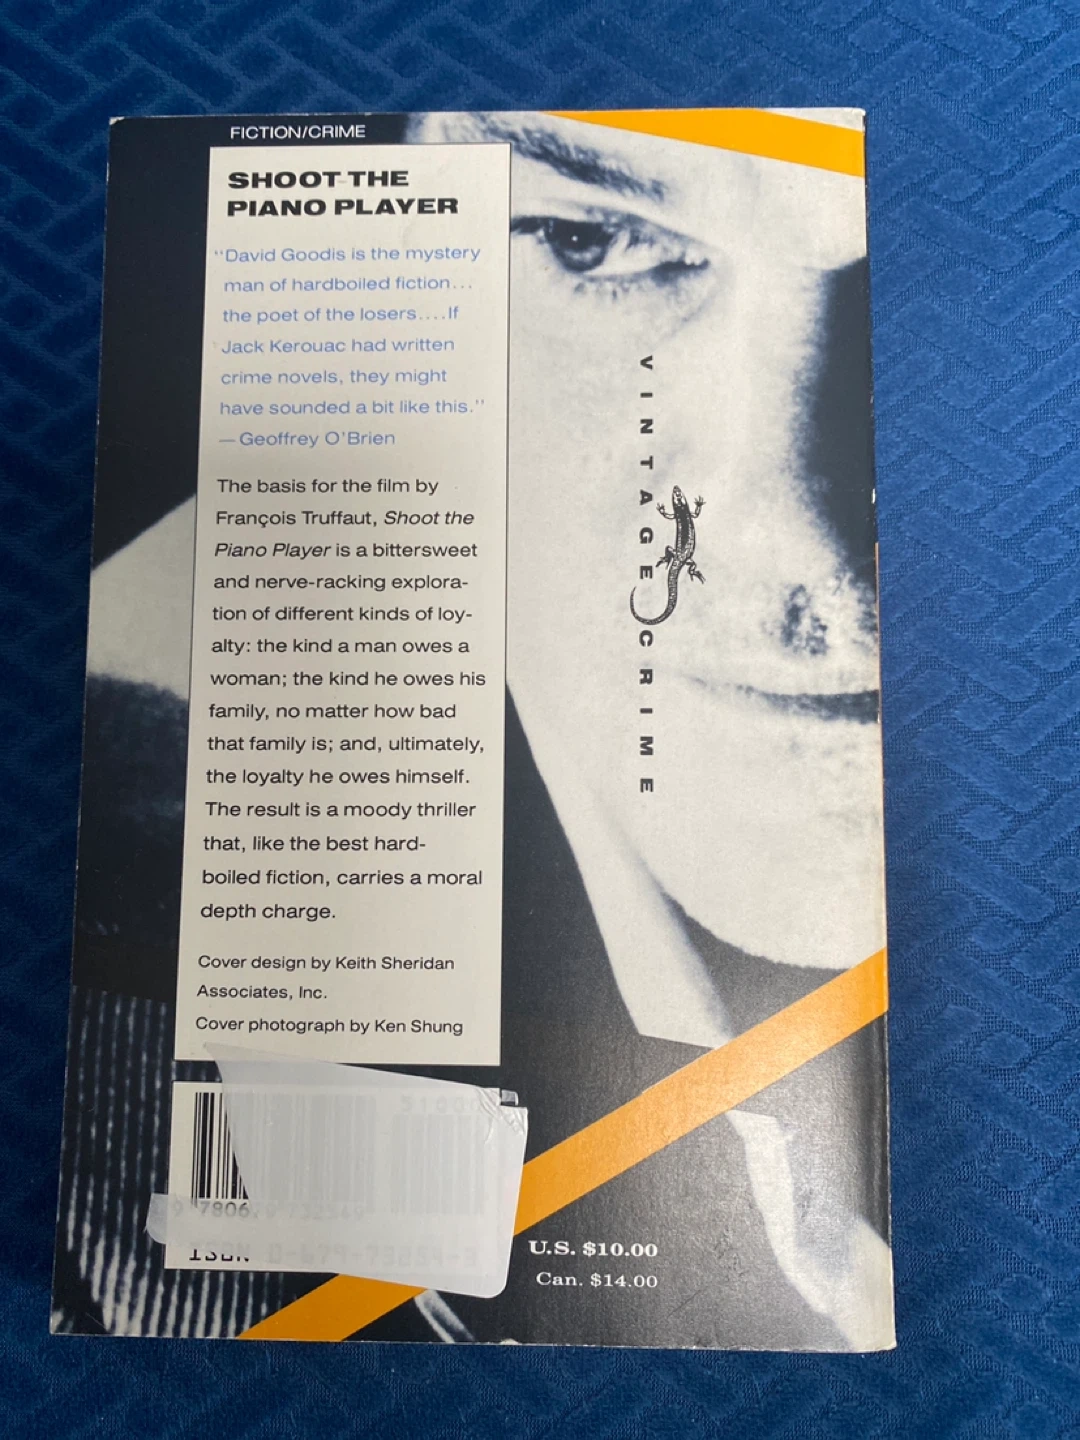 FICTION/CRIME
SHOOT THE
PIANO PLAYER
“David Goodis is the mystery
man of hardboiled fiction...
the poet of the losers....If
Jack Kerouac had written
crime novels, they might
have sounded a bit like this.”
— Geoffrey O’Brien
The basis for the film by
François Truffaut, Shoot the
Piano Player is a bittersweet
and nerve-racking explora-
tion of different kinds of loy-
alty: the kind a man owes a
woman; the kind he owes his
family, no matter how bad
that family is; and, ultimately,
the loyalty he owes himself.
The result is a moody thriller
that, like the best hard-
boiled fiction, carries a moral
depth charge.
Cover design by Keith Sheridan
Associates, Inc.
Cover photograph by Ken Shung
VINTAGE CRIME
ISBN
U.S. $10.00
Can. $14.00